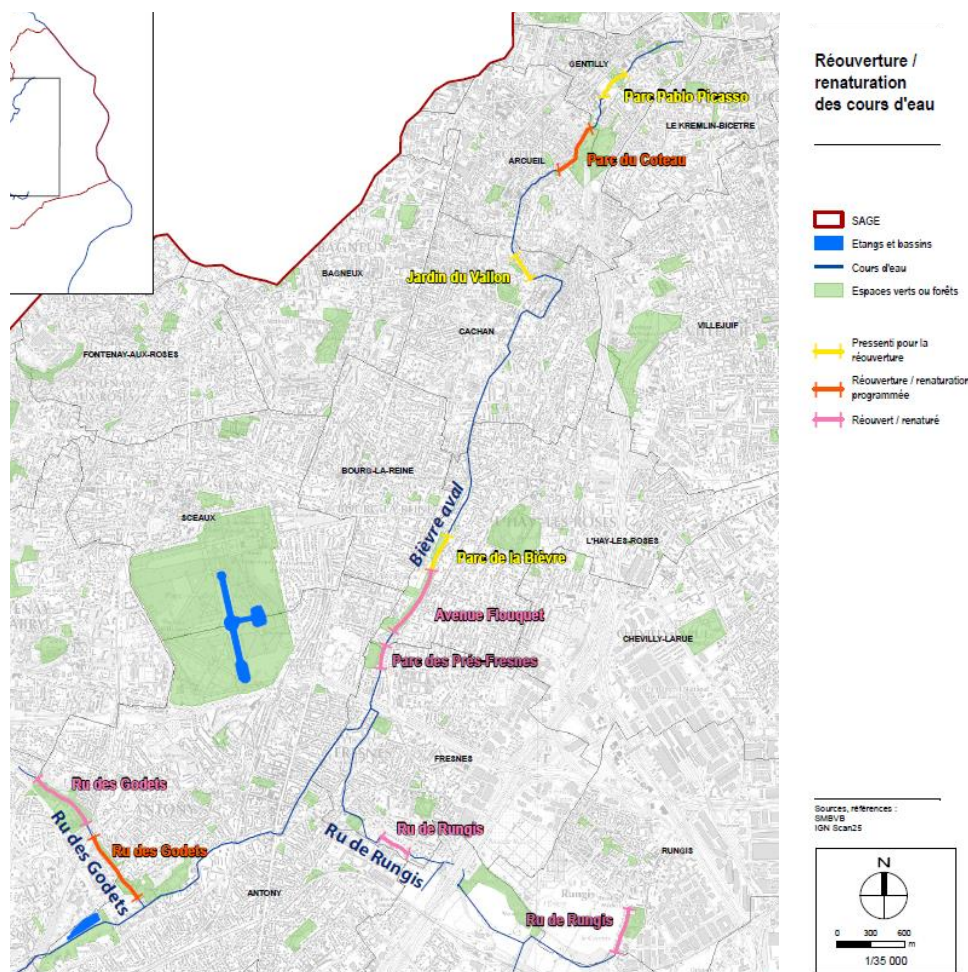 GENTILLY
Parc Pablo Picasso
LE KREMLIN-BICETRE
ARCUEIL
Parc du Coteau
BAGNEUX
BAGNEUX
Jardin du Vallon
CACHAN
VILLEJUIF
FONTENAY-AUX-ROSES
BOURG-LA-REINE
SCEAUX
Bièvre aval
L'HAY-LES-ROSES
Parc de la Bièvre
Avenue Flouquet
CHEVILLY-LARUE
Parc des Prés-Fresnes
FRESNES
FRESNES
Ru des Godets
Ru des Godets
Ru des Godets
Ru de Rungis
Ru de Rungis
RUNGIS
ANTONY
Rungis
Ru de Rungis
Réouverture /
renaturation
des cours d'eau
SAGE
Etangs et bassins
Cours d'eau
Espaces verts ou forêts
Pressenti pour la
réouverture
Réouverture / renaturation
programmée
Réouvert / renaturé
Sources, références :
SMBVB
IGN Scan25
N
0 300 600
m
1/35 000